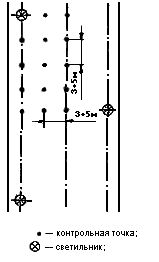 3÷5м
3÷5м
— контрольная точка;
— светильник;